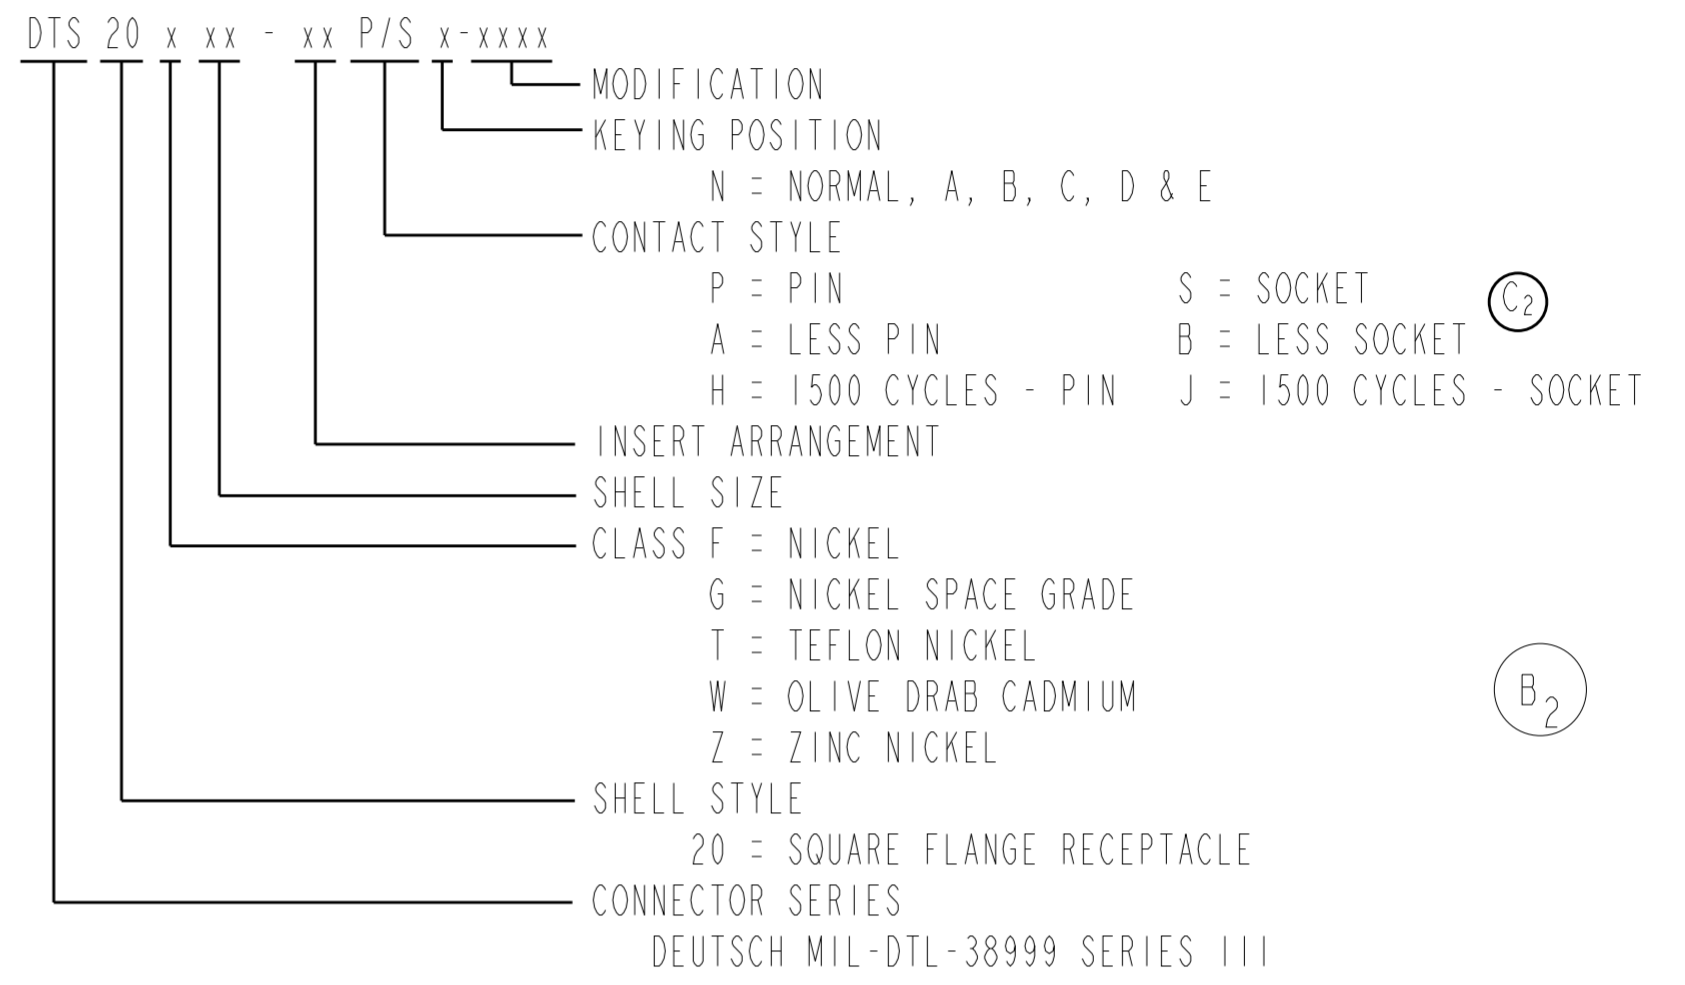 DTS 20 x xx - xx P/S x-xxxx
MODIFICATION
KEYING POSITION
N = NORMAL, A, B, C, D & E
CONTACT STYLE
P = PIN S = SOCKET C2
A = LESS PIN B = LESS SOCKET
H = 1500 CYCLES - PIN J = 1500 CYCLES - SOCKET
INSERT ARRANGEMENT
SHELL SIZE
CLASS F = NICKEL
G = NICKEL SPACE GRADE
T = TEFLON NICKEL
W = OLIVE DRAB CADMIUM B2
Z = ZINC NICKEL
SHELL STYLE
20 = SQUARE FLANGE RECEPTACLE
CONNECTOR SERIES
DEUTSCH MIL-DTL-38999 SERIES III